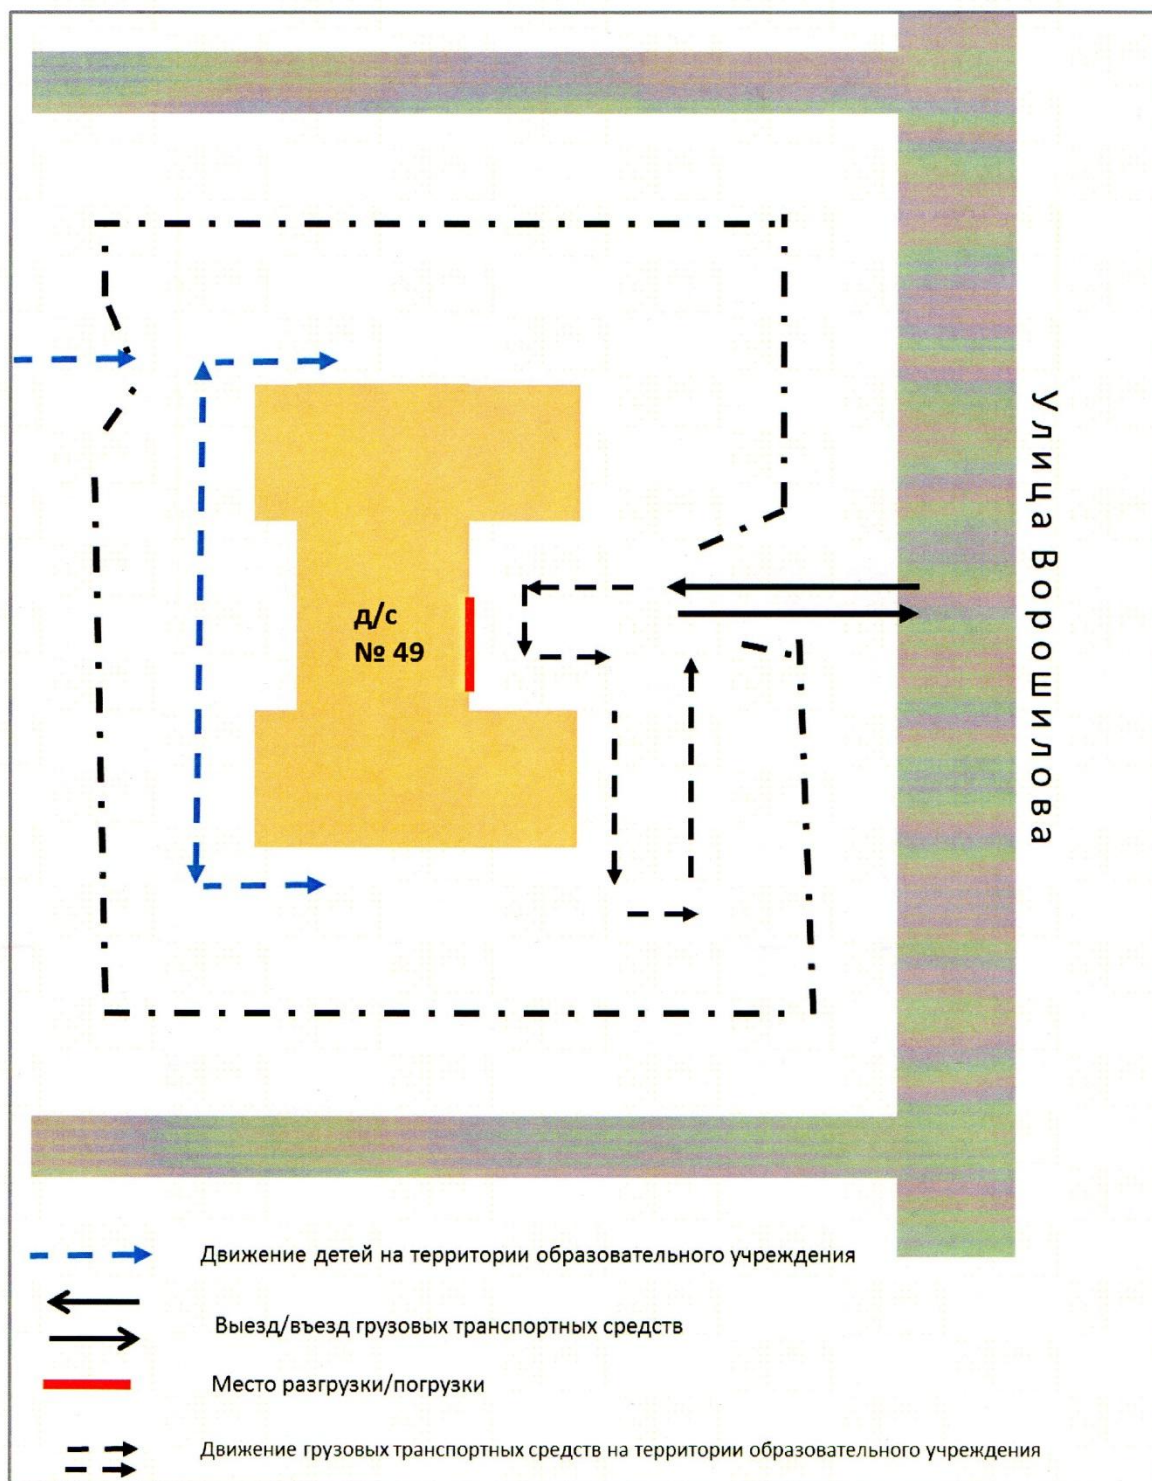 Улица Ворошилова
д/с
№ 49
Движение детей на территории образовательного учреждения
Выезд/въезд грузовых транспортных средств
Место разгрузки/погрузки
Движение грузовых транспортных средств на территории образовательного учреждения